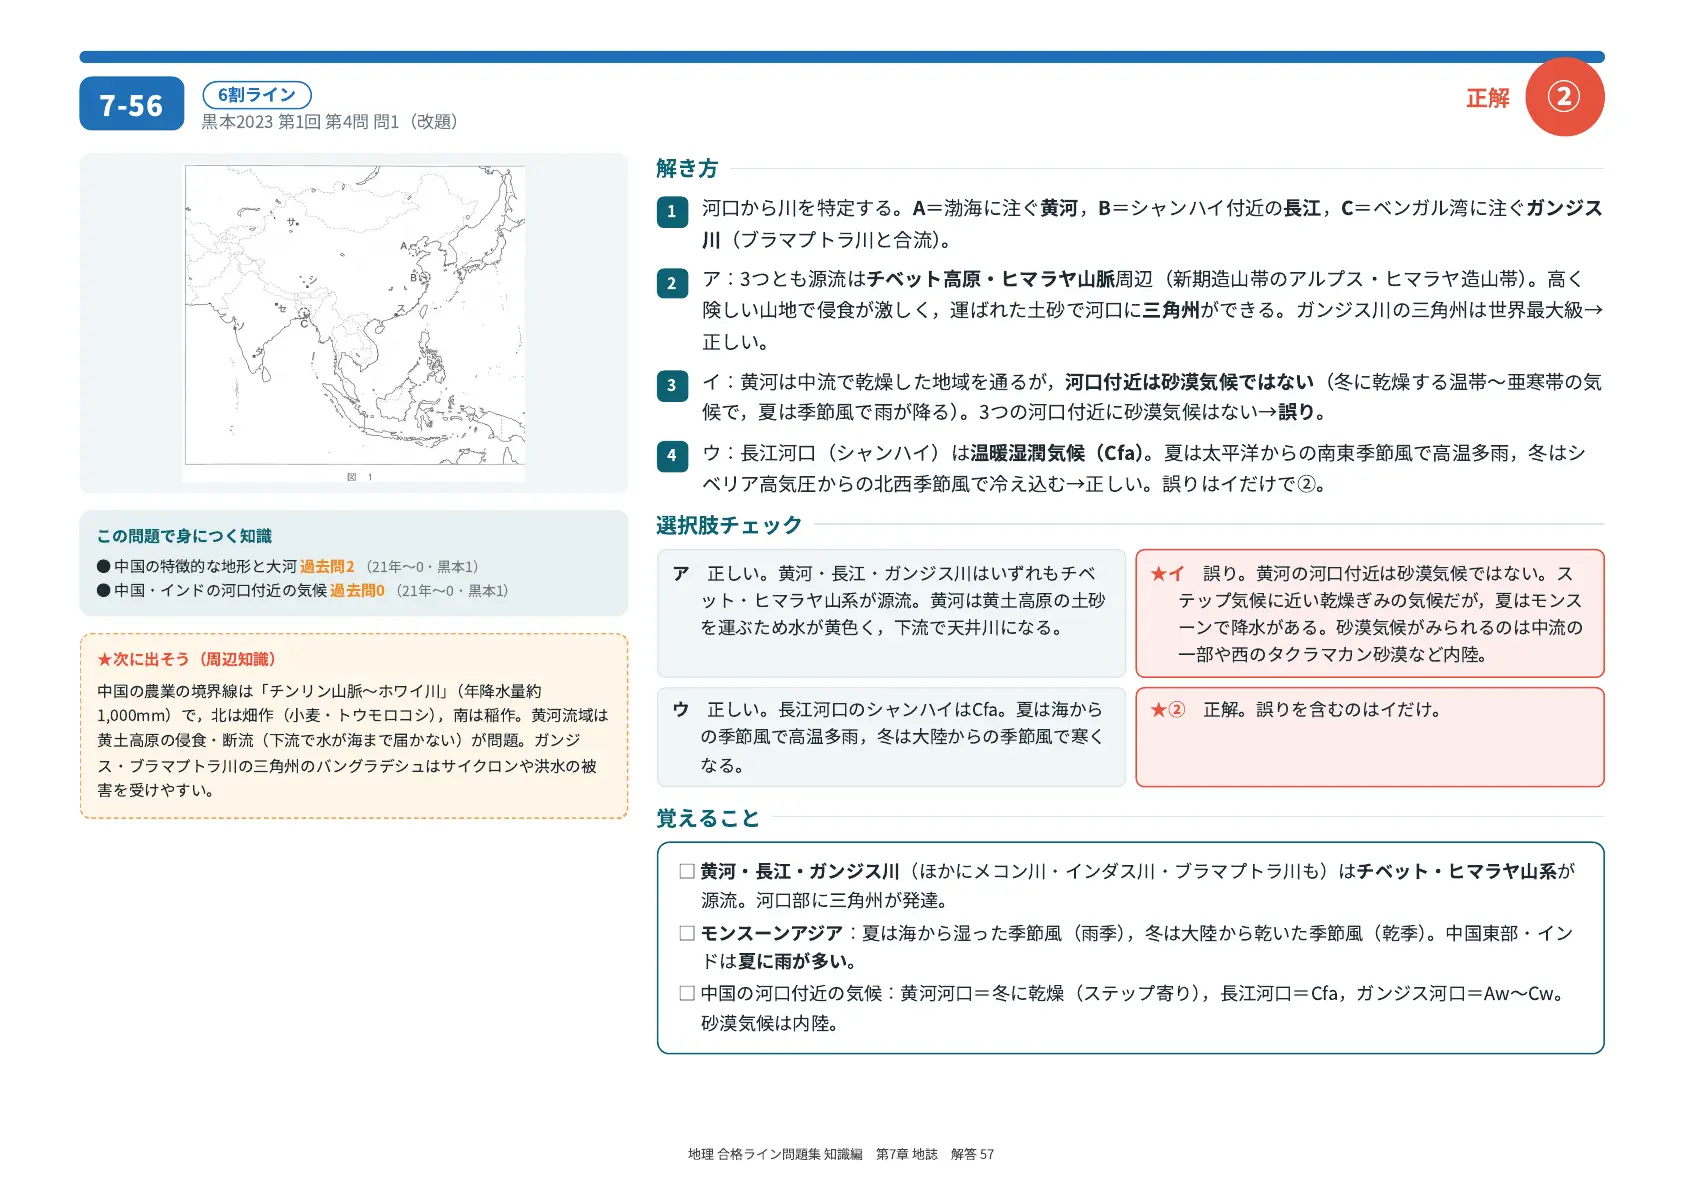 7-56
6割ライン
黒本2023 第1回 第4問 問1（改題）
正解 ②
サ
A
シ
B
セ
ス
C
ソ
図 1
この問題で身につく知識
● 中国の特徴的な地形と大河 過去問2 （21年〜0・黒本1）
● 中国・インドの河口付近の気候 過去問0 （21年〜0・黒本1）
★次に出そう（周辺知識）
中国の農業の境界線は「チンリン山脈〜ホワイ川」（年降水量約
1,000mm）で，北は畑作（小麦・トウモロコシ），南は稲作。黄河流域は
黄土高原の侵食・断流（下流で水が海まで届かない）が問題。ガンジ
ス・ブラマプトラ川の三角州のバングラデシュはサイクロンや洪水の被
害を受けやすい。
解き方
1 河口から川を特定する。A＝渤海に注ぐ黄河，B＝シャンハイ付近の長江，C＝ベンガル湾に注ぐガンジス
川（ブラマプトラ川と合流）。
2 ア：3つとも源流はチベット高原・ヒマラヤ山脈周辺（新期造山帯のアルプス・ヒマラヤ造山帯）。高く
険しい山地で侵食が激しく，運ばれた土砂で河口に三角州ができる。ガンジス川の三角州は世界最大級→
正しい。
3 イ：黄河は中流で乾燥した地域を通るが，河口付近は砂漠気候ではない（冬に乾燥する温帯〜亜寒帯の気
候で，夏は季節風で雨が降る）。3つの河口付近に砂漠気候はない→誤り。
4 ウ：長江河口（シャンハイ）は温暖湿潤気候（Cfa）。夏は太平洋からの南東季節風で高温多雨，冬はシ
ベリア高気圧からの北西季節風で冷え込む→正しい。誤りはイだけで②。
選択肢チェック
ア 正しい。黄河・長江・ガンジス川はいずれもチベ
ット・ヒマラヤ山系が源流。黄河は黄土高原の土砂
を運ぶため水が黄色く，下流で天井川になる。
★イ 誤り。黄河の河口付近は砂漠気候ではない。ス
テップ気候に近い乾燥ぎみの気候だが，夏はモンス
ーンで降水がある。砂漠気候がみられるのは中流の
一部や西のタクラマカン砂漠など内陸。
ウ 正しい。長江河口のシャンハイはCfa。夏は海から
の季節風で高温多雨，冬は大陸からの季節風で寒く
なる。
★② 正解。誤りを含むのはイだけ。
覚えること
□ 黄河・長江・ガンジス川（ほかにメコン川・インダス川・ブラマプトラ川も）はチベット・ヒマラヤ山系が
源流。河口部に三角州が発達。
□ モンスーンアジア：夏は海から湿った季節風（雨季），冬は大陸から乾いた季節風（乾季）。中国東部・イン
ドは夏に雨が多い。
□ 中国の河口付近の気候：黄河河口＝冬に乾燥（ステップ寄り），長江河口＝Cfa，ガンジス河口＝Aw〜Cw。
砂漠気候は内陸。
地理 合格ライン問題集 知識編 第7章 地誌 解答 57